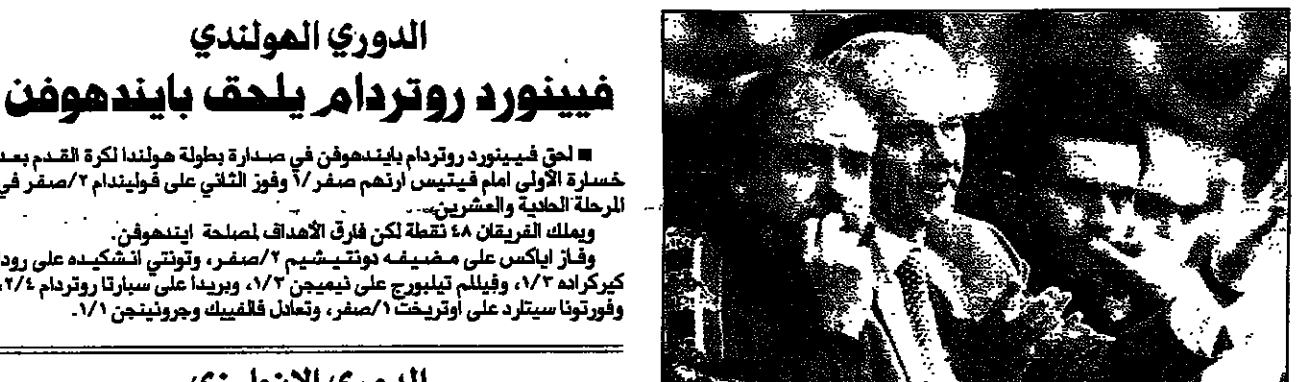 الدوري الهولندي
فيينورد روتردام يلحق بايندهوفن
■ لحق فيينورد روتردام بايندهوفن في صدارة بطولة هولندا لكرة القدم بعد
خسارة الأولى امام فيتيس ارنهم صفر/١ وفوز الثاني على فوليندام ٢/صفر في
المرحلة الحادية والعشرين.
ويملك الفريقان ٤٨ نقطة لكن فارق الأهداف لمصلحة ايندهوفن.
وفاز اياكس على مضيفه دونتيشيم ٢/صفر، وتونتي انشكيده على رودا
كيركراده ١/٣، وفيللم تيلبورج على نيميجن ١/٣، وبريدا على سبارتا روتردام ٢/٤،
وفورتونا سيتارد على اوتريخت ١/صفر، وتعادل فالفييك وجرونينجن ١/١.